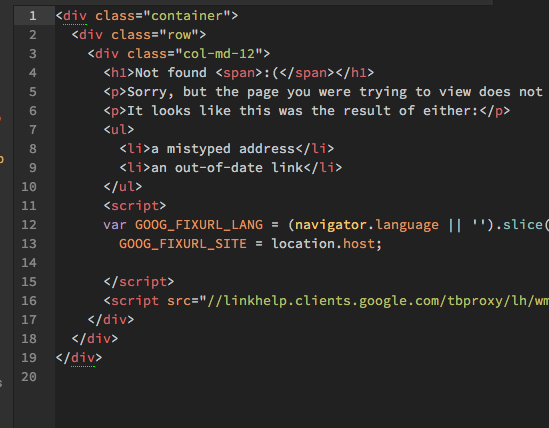 1 <div class="container">
2 <div class="row">
3 <div class="col-md-12">
4 <h1>Not found <span>:(</span></h1>
5 <p>Sorry, but the page you were trying to view does not
6 <p>It looks like this was the result of either:</p>
7 <ul>
8 <li>a mistyped address</li>
9 <li>an out-of-date link</li>
10 </ul>
11 <script>
12 var GOOG_FIXURL_LANG = (navigator.language || '').slice(
13 GOOG_FIXURL_SITE = location.host;
14
15 </script>
16 <script src="//linkhelp.clients.google.com/tbproxy/lh/wm
17 </div>
18 </div>
19 </div>
20